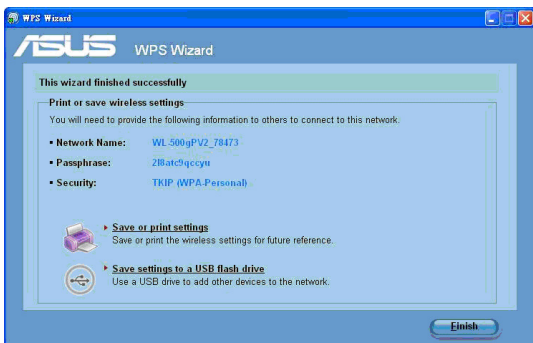 WPS Wizard
ASUS WPS Wizard
This wizard finished successfully
Print or save wireless settings
You will need to provide the following information to others to connect to this network.
▪ Network Name: WL-500gPV2_78473
▪ Passphrase: 2l8atc9qccyu
▪ Security: TKIP (WPA-Personal)
Save or print settings
Save or print the wireless settings for future reference.
Save settings to a USB flash drive
Use a USB drive to add other devices to the network.
Finish